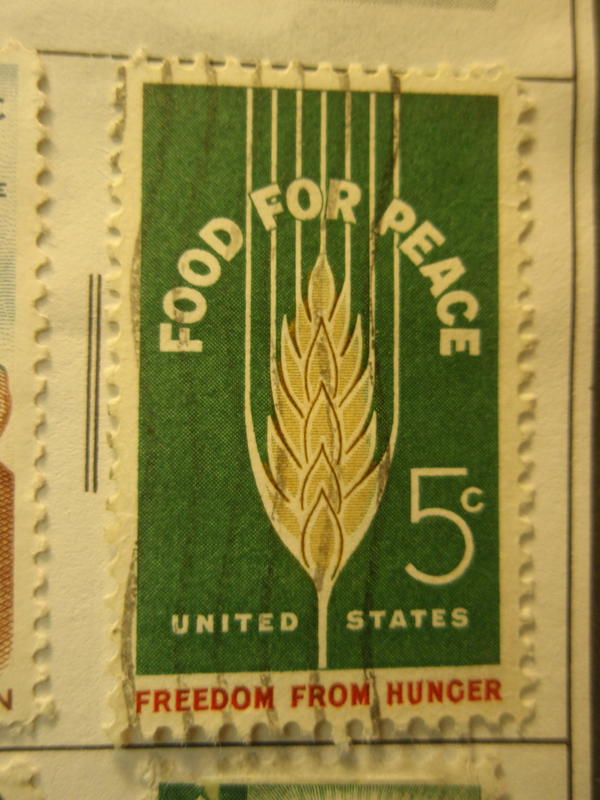 FOOD FOR PEACE
5c
UNITED STATES
FREEDOM FROM HUNGER
N